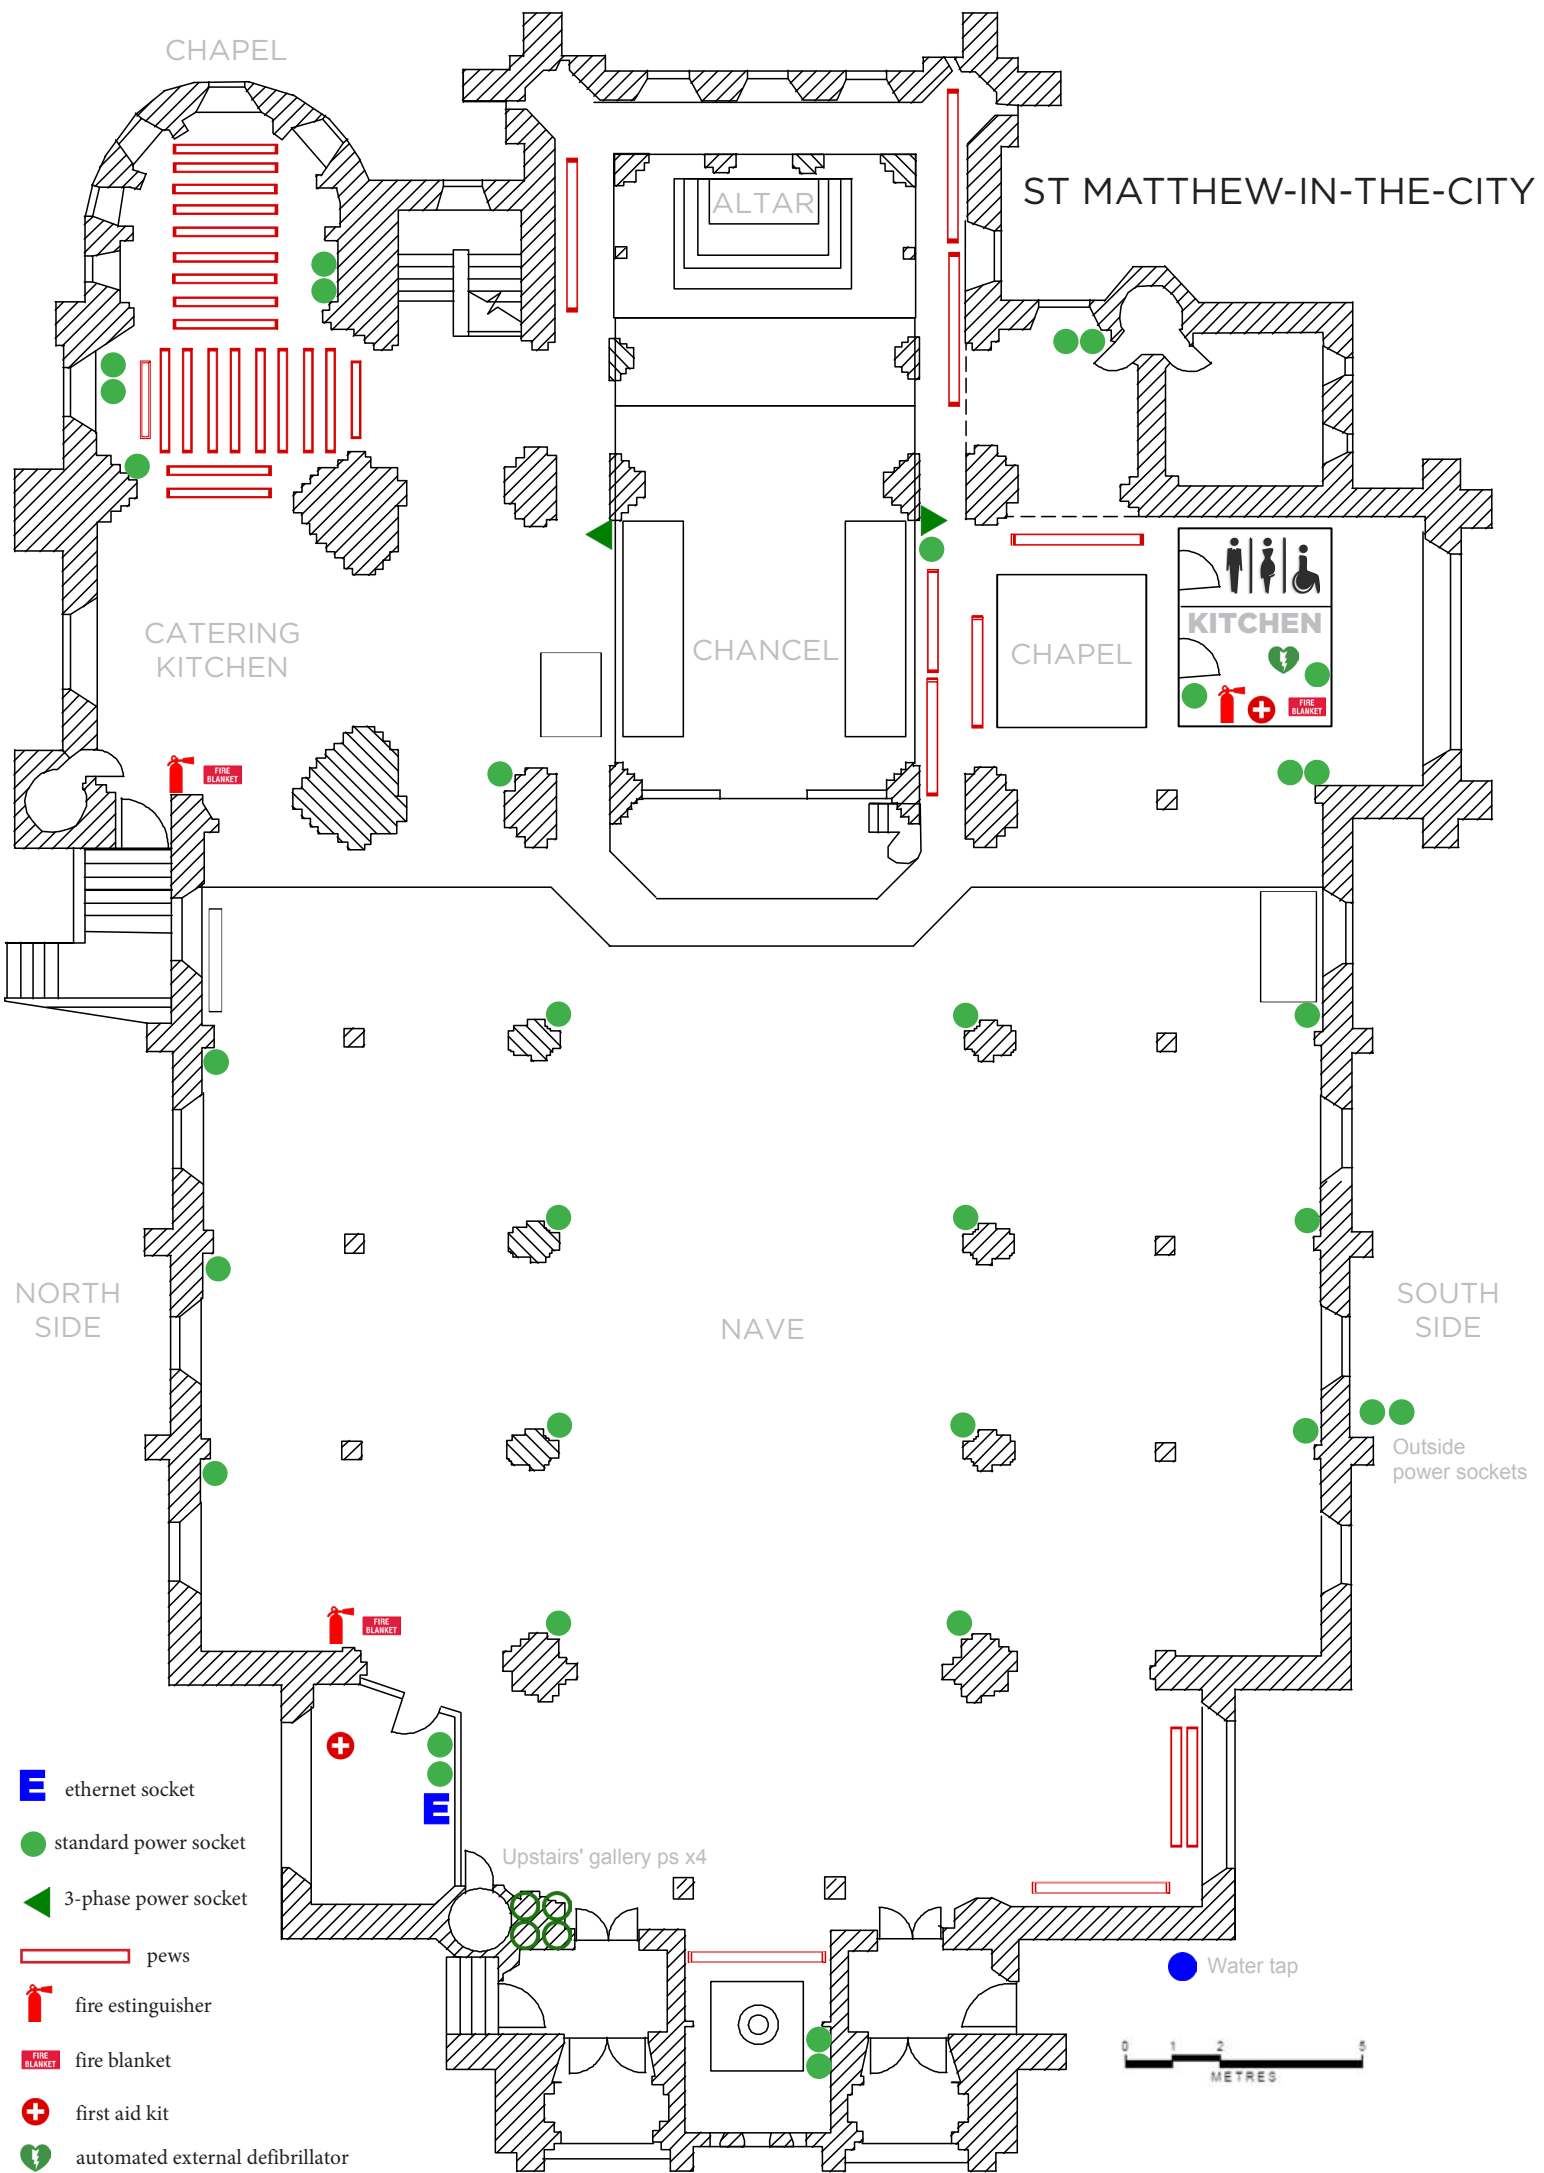 CHAPEL
ST MATTHEW-IN-THE-CITY
ALTAR
CATERING
KITCHEN
CHANCEL
CHAPEL
KITCHEN
FIRE
BLANKET
FIRE
BLANKET
NORTH
SIDE
NAVE
SOUTH
SIDE
Outside
power sockets
FIRE
BLANKET
E
ethernet socket
E
standard power socket
Upstairs' gallery ps x4
3-phase power socket
pews
Water tap
fire estinguisher
0 1 2 5
METRES
FIRE
BLANKET
fire blanket
first aid kit
automated external defibrillator